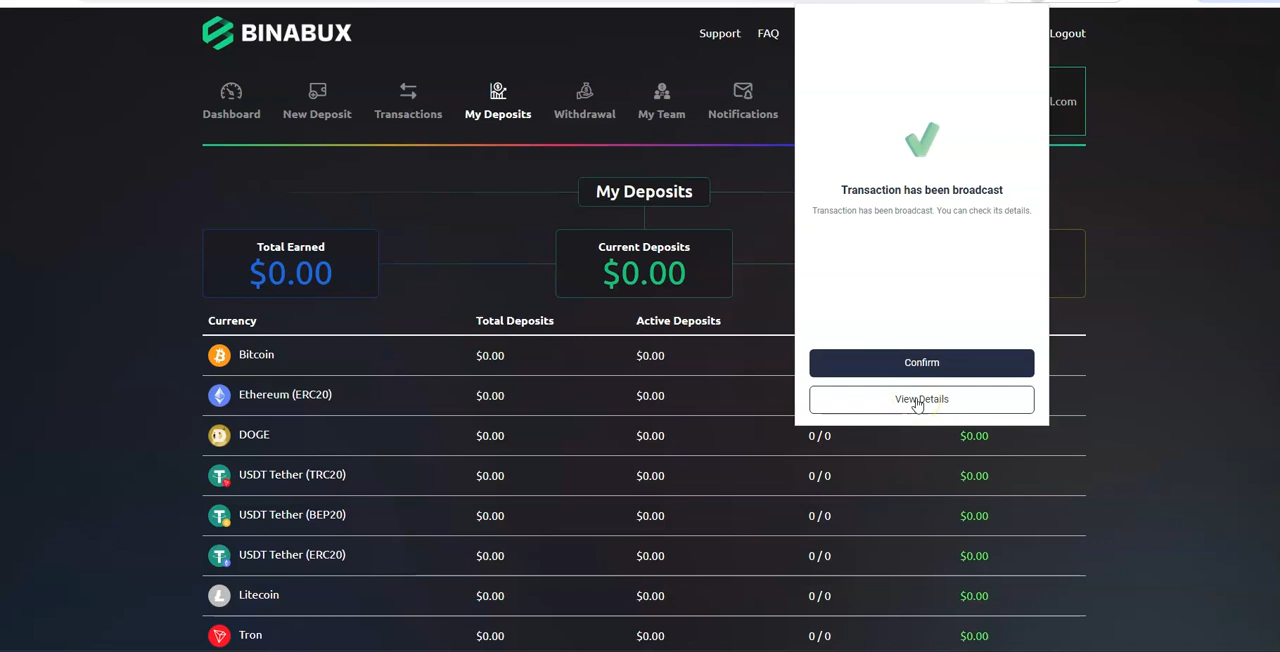 BINABUX
Support FAQ
Logout
Dashboard New Deposit Transactions My Deposits Withdrawal My Team Notifications
l.com
My Deposits
Total Earned
$0.00
Current Deposits
$0.00
Currency Total Deposits Active Deposits
Bitcoin $0.00 $0.00
Ethereum (ERC20) $0.00 $0.00
DOGE $0.00 $0.00 0 / 0 $0.00
USDT Tether (TRC20) $0.00 $0.00 0 / 0 $0.00
USDT Tether (BEP20) $0.00 $0.00 0 / 0 $0.00
USDT Tether (ERC20) $0.00 $0.00 0 / 0 $0.00
Litecoin $0.00 $0.00 0 / 0 $0.00
Tron $0.00 $0.00 0 / 0 $0.00
Transaction has been broadcast
Transaction has been broadcast. You can check its details.
Confirm
View Details